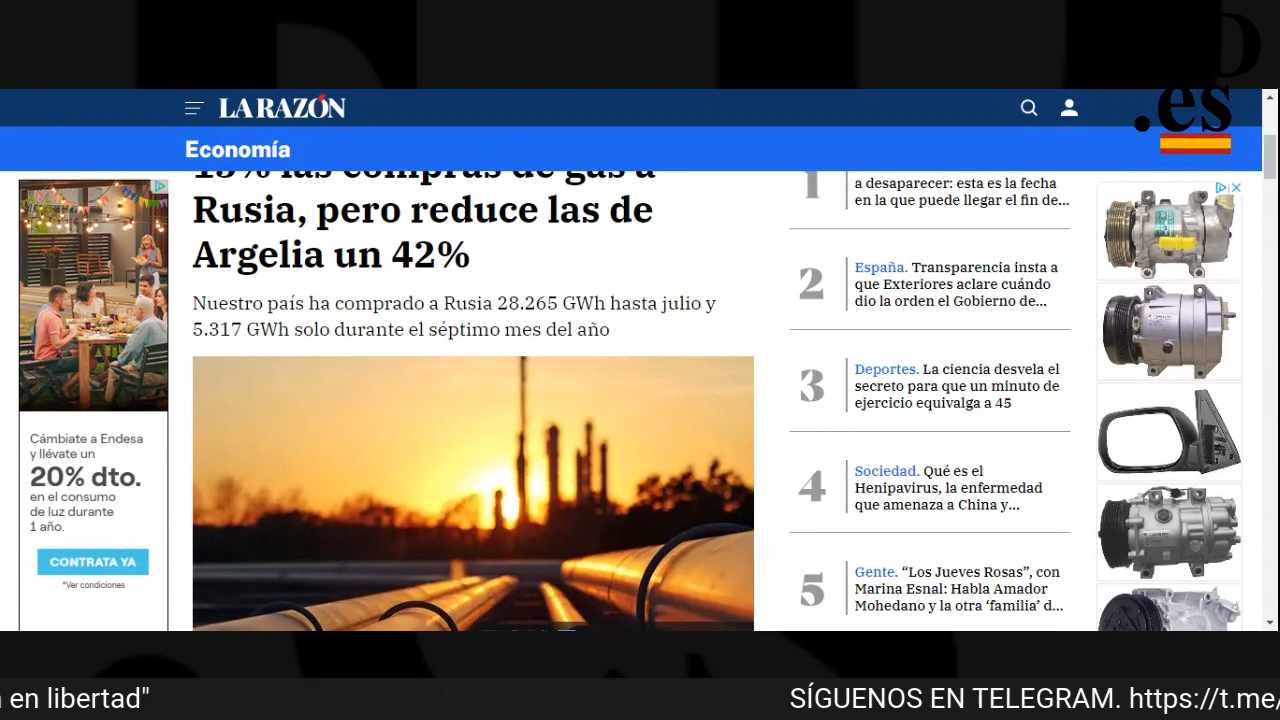 .es
LA RAZÓN
Economía
15% las compras de gas a
Rusia, pero reduce las de
Argelia un 42%
Nuestro país ha comprado a Rusia 28.265 GWh hasta julio y
5.317 GWh solo durante el séptimo mes del año
Cámbiate a Endesa
y llévate un
20% dto.
en el consumo
de luz durante
1 año.
CONTRATA YA
*Ver condiciones
1
a desaparecer: esta es la fecha
en la que puede llegar el fin de...
2
España. Transparencia insta a
que Exteriores aclare cuándo
dio la orden el Gobierno de...
3
Deportes. La ciencia desvela el
secreto para que un minuto de
ejercicio equivalga a 45
4
Sociedad. Qué es el
Henipavirus, la enfermedad
que amenaza a China y...
5
Gente. “Los Jueves Rosas”, con
Marina Esnal: Habla Amador
Mohedano y la otra ‘familia’ d...
en libertad"
SÍGUENOS EN TELEGRAM. https://t.me/